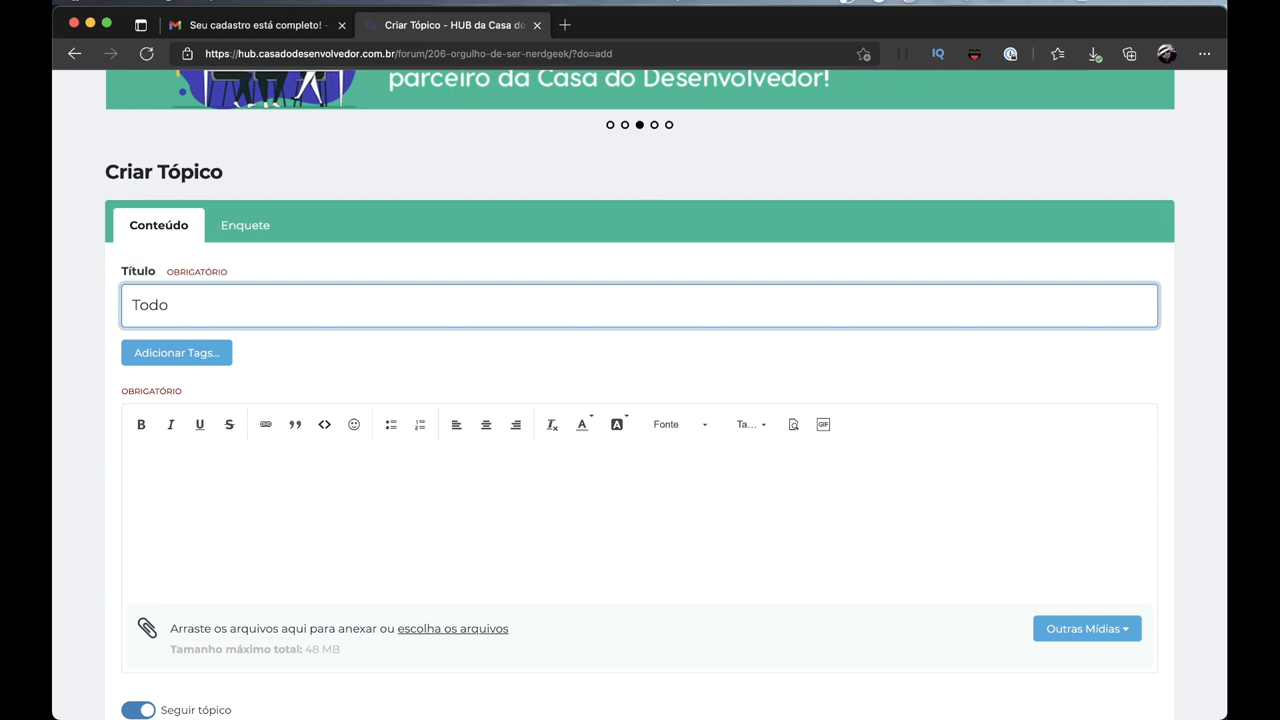 Seu cadastro está completo! -
Criar Tópico - HUB da Casa do
https://hub.casadodesenvolvedor.com.br/forum/206-orgulho-de-ser-nerdgeek/?do=add
IQ
parceiro da Casa do Desenvolvedor!
Criar Tópico
Conteúdo Enquete
Título OBRIGATÓRIO
Todo
Adicionar Tags...
OBRIGATÓRIO
B I U S Fonte Ta... GIF
Arraste os arquivos aqui para anexar ou escolha os arquivos
Outras Mídias
Tamanho máximo total: 48 MB
Seguir tópico